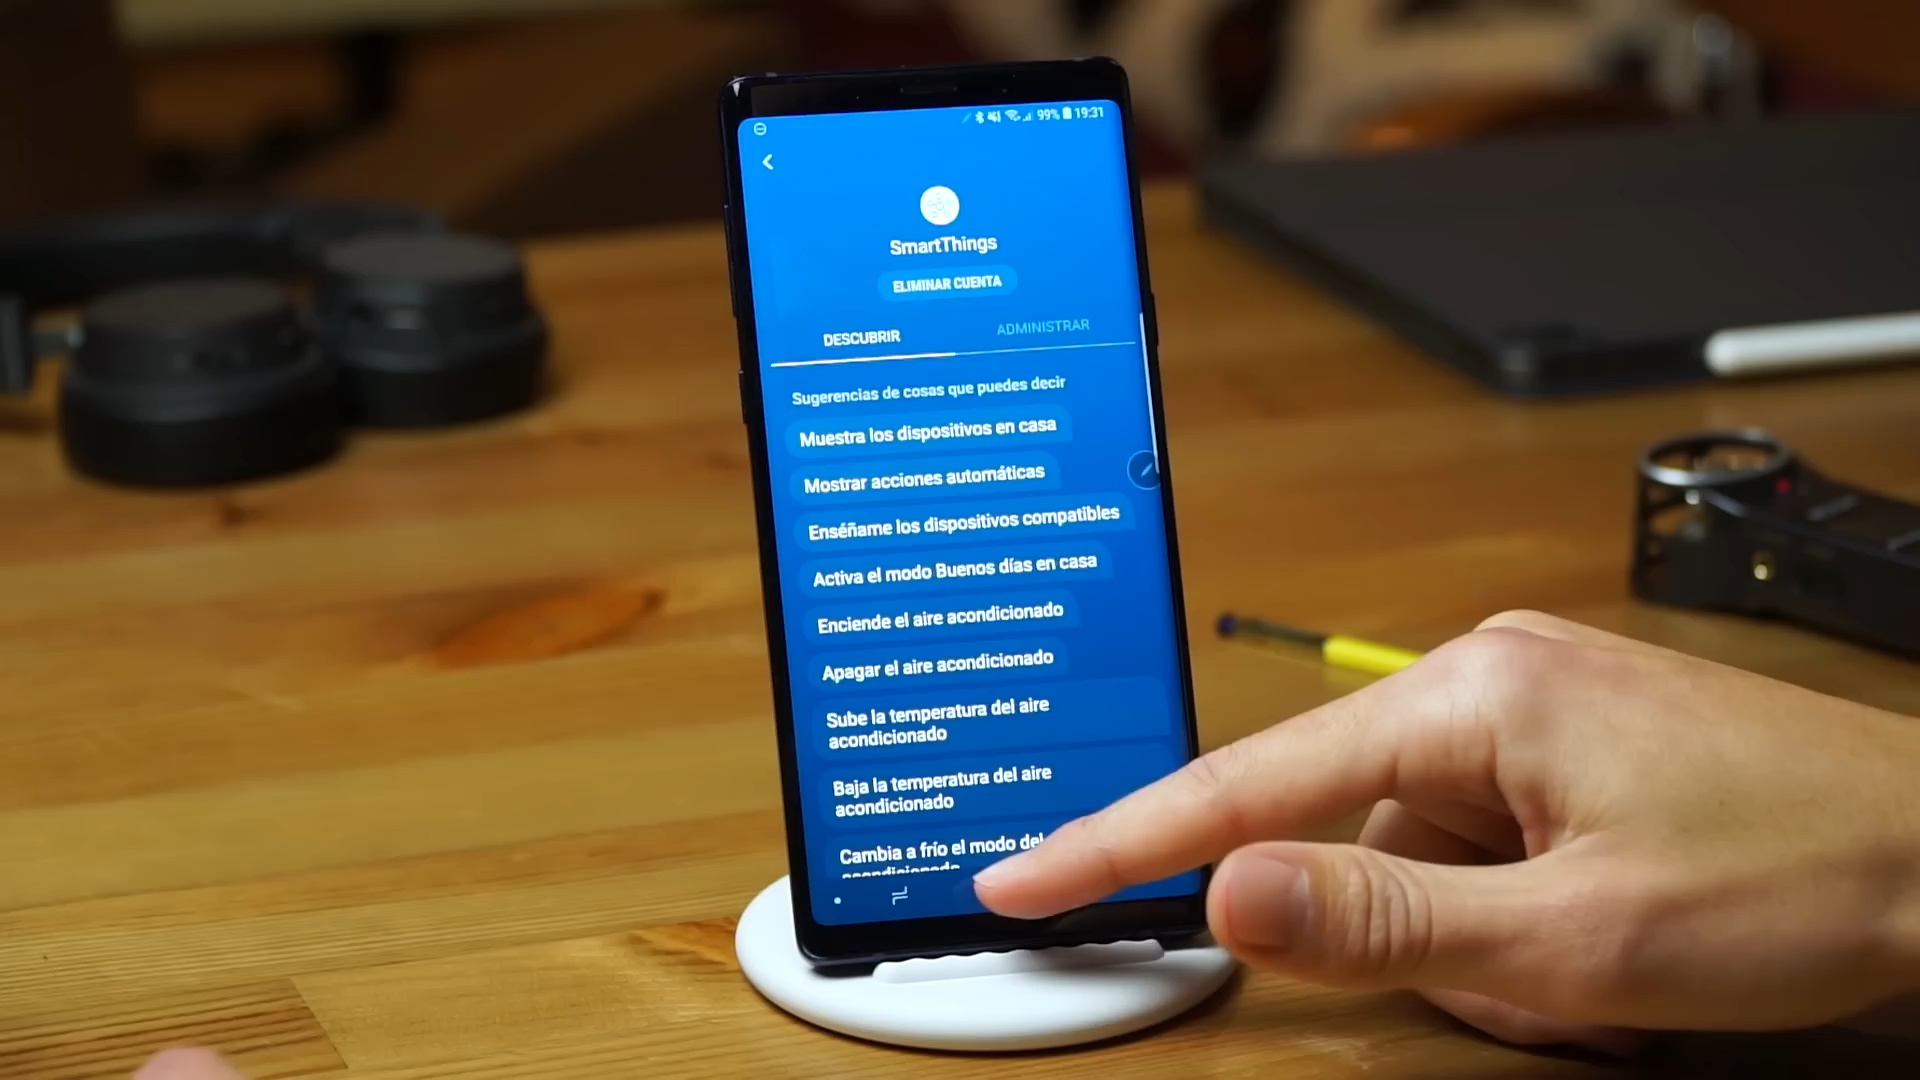 99% 19:31
SmartThings
ELIMINAR CUENTA
DESCUBRIR
ADMINISTRAR
Sugerencias de cosas que puedes decir
Muestra los dispositivos en casa
Mostrar acciones automáticas
Enséñame los dispositivos compatibles
Activa el modo Buenos días en casa
Enciende el aire acondicionado
Apagar el aire acondicionado
Sube la temperatura del aire
acondicionado
Baja la temperatura del aire
acondicionado
Cambia a frío el modo del
acondicionado